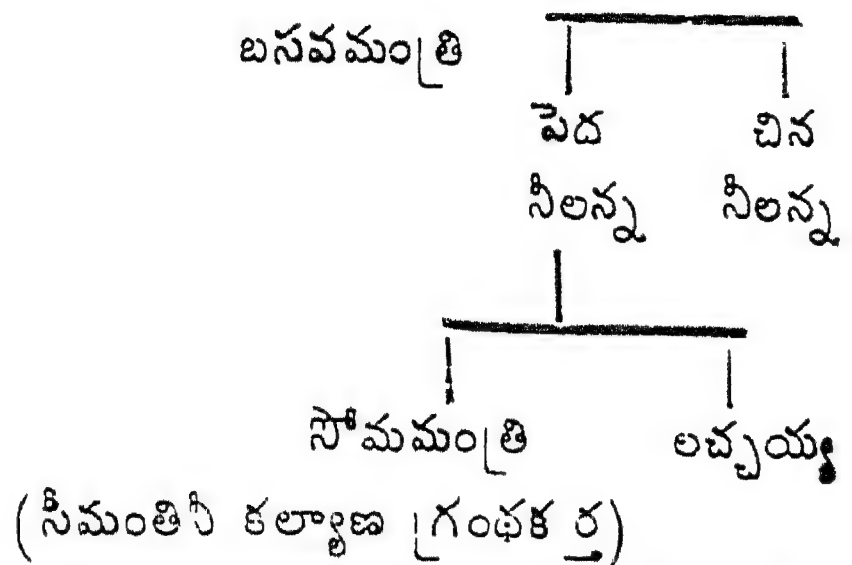 బసవమంత్రి
పెద చిన
నీలన్న నీలన్న
సోమమంత్రి లచ్చయ్య
(సీమంతినీ కల్యాణ గ్రంథకర్త)